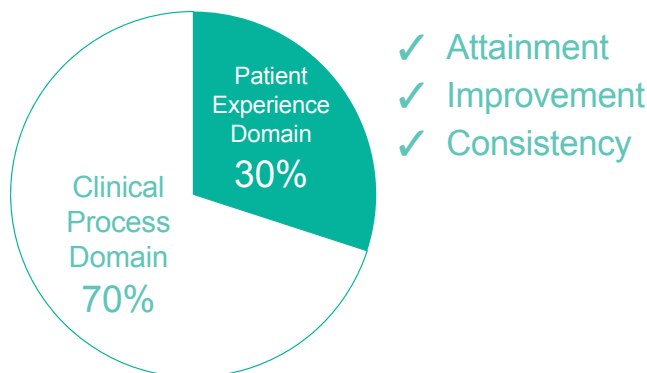 Patient
Experience
Domain
30%
✓ Attainment
✓ Improvement
✓ Consistency
Clinical
Process
Domain
70%